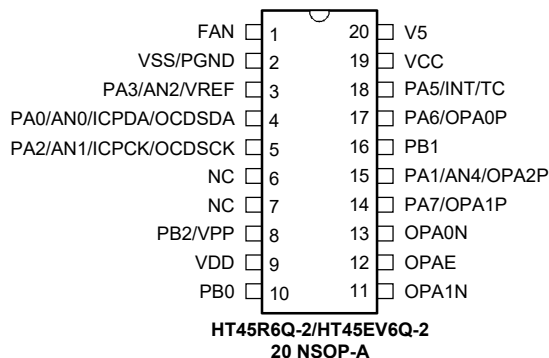 FAN 1 20 V5
VSS/PGND 2 19 VCC
PA3/AN2/VREF 3 18 PA5/INT/TC
PA0/AN0/ICPDA/OCDSDA 4 17 PA6/OPA0P
PA2/AN1/ICPCK/OCDSCK 5 16 PB1
NC 6 15 PA1/AN4/OPA2P
NC 7 14 PA7/OPA1P
PB2/VPP 8 13 OPA0N
VDD 9 12 OPAE
PB0 10 11 OPA1N
HT45R6Q-2/HT45EV6Q-2
20 NSOP-A